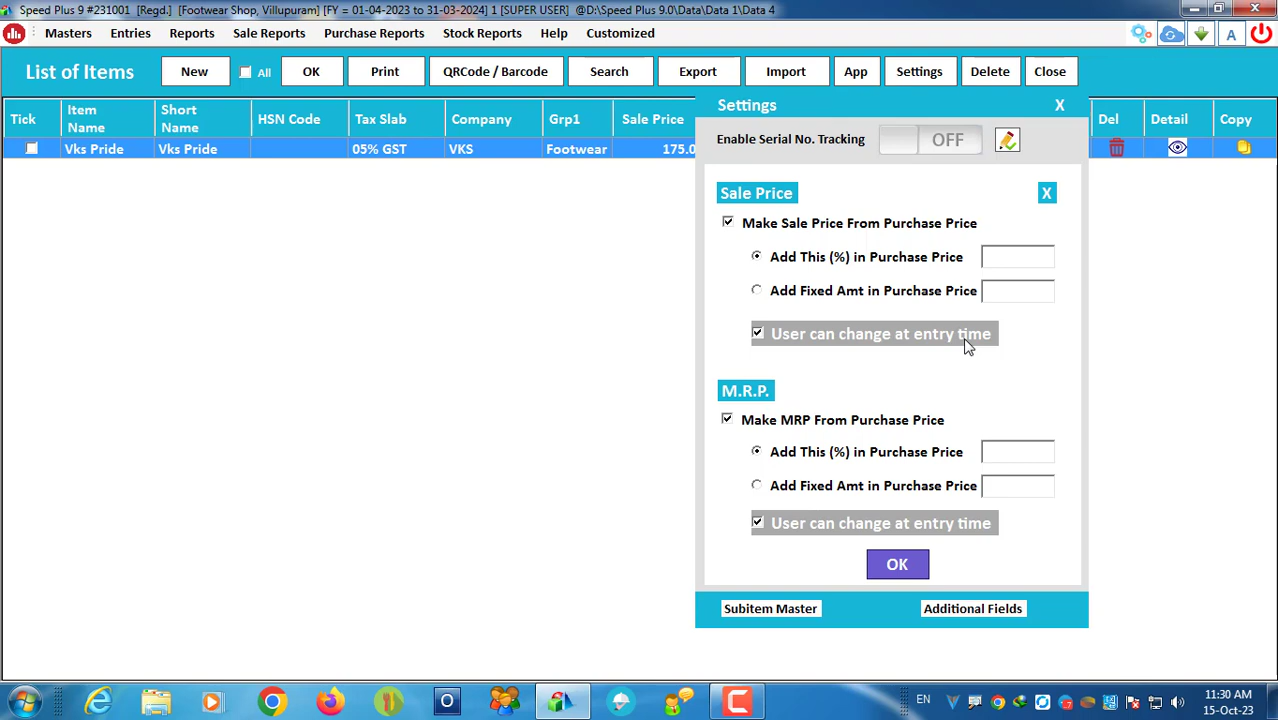 Speed Plus 9 #231001 [Regd.] [Footwear Shop, Villupuram] [FY = 01-04-2023 to 31-03-2024] 1 [SUPER USER] @D:\Speed Plus 9.0\Data\Data 1\Data 4
Masters Entries Reports Sale Reports Purchase Reports Stock Reports Help Customized A
List of Items New All OK Print QRCode / Barcode Search Export Import App Settings Delete Close
Tick Item Name Short Name HSN Code Tax Slab Company Grp1 Sale Price Del Detail Copy
Vks Pride Vks Pride 05% GST VKS Footwear 175.0
Settings X
Enable Serial No. Tracking OFF
Sale Price X
Make Sale Price From Purchase Price
Add This (%) in Purchase Price
Add Fixed Amt in Purchase Price
User can change at entry time
M.R.P.
Make MRP From Purchase Price
Add This (%) in Purchase Price
Add Fixed Amt in Purchase Price
User can change at entry time
OK
Subitem Master Additional Fields
EN 11:30 AM
15-Oct-23